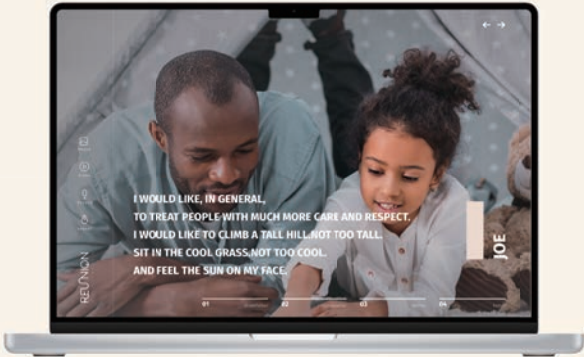 I WOULD LIKE, IN GENERAL,
TO TREAT PEOPLE WITH MUCH MORE CARE AND RESPECT.
I WOULD LIKE TO CLIMB A TALL HILL.NOT TOO TALL.
SIT IN THE COOL GRASS,NOT TOO COOL.
AND FEEL THE SUN ON MY FACE.
JOE
REUNION
01
02
03
04